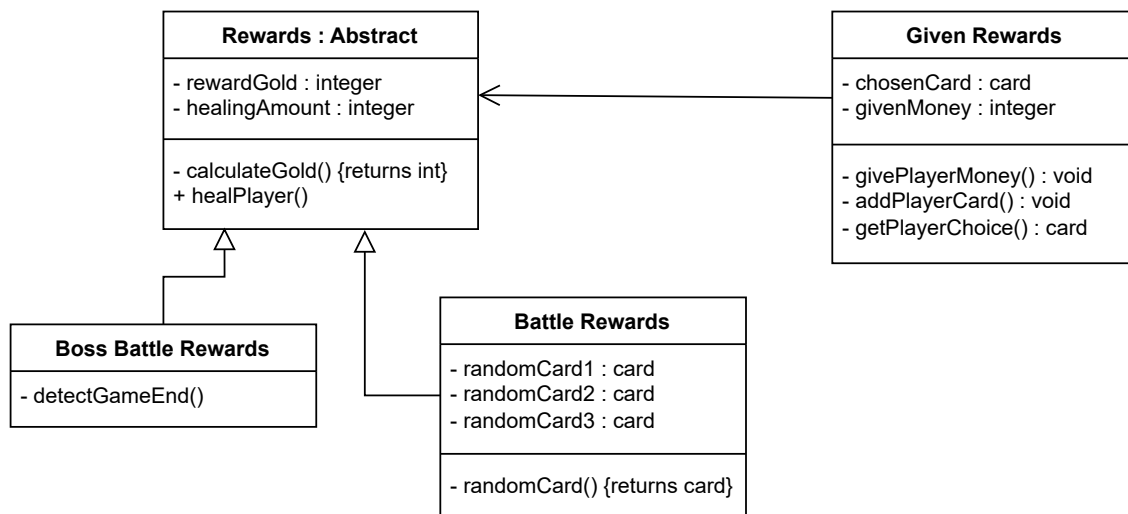 Rewards : Abstract
- rewardGold : integer
- healingAmount : integer
- calculateGold() {returns int}
+ healPlayer()
Given Rewards
- chosenCard : card
- givenMoney : integer
- givePlayerMoney() : void
- addPlayerCard() : void
- getPlayerChoice() : card
Boss Battle Rewards
- detectGameEnd()
Battle Rewards
- randomCard1 : card
- randomCard2 : card
- randomCard3 : card
- randomCard() {returns card}